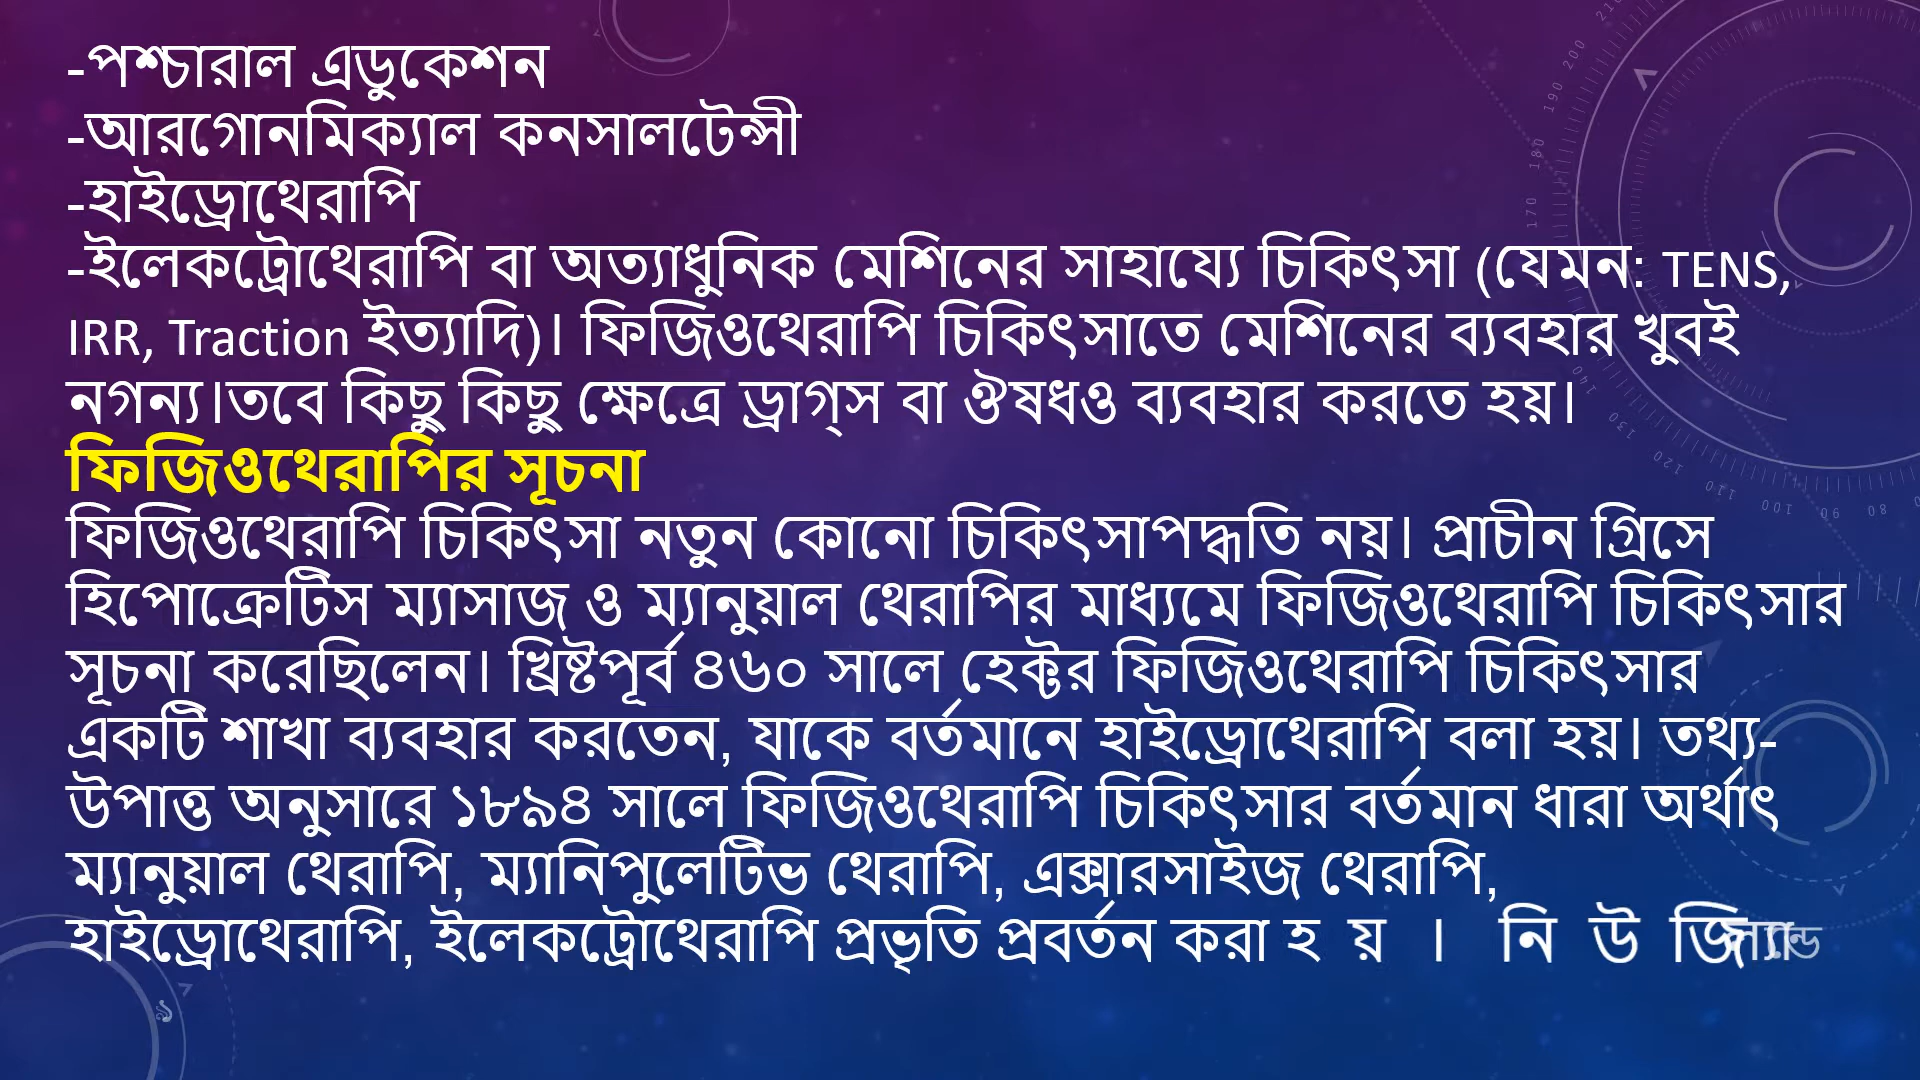 -পশ্চারাল এডুকেশন
-আরগোনমিক্যাল কনসালটেন্সী
-হাইড্রোথেরাপি
-ইলেকট্রোথেরাপি বা অত্যাধুনিক মেশিনের সাহায্যে চিকিৎসা (যেমন: TENS,
IRR, Traction ইত্যাদি)। ফিজিওথেরাপি চিকিৎসাতে মেশিনের ব্যবহার খুবই
নগন্য।তবে কিছু কিছু ক্ষেত্রে ড্রাগ্‌স বা ঔষধও ব্যবহার করতে হয়।
ফিজিওথেরাপির সূচনা
ফিজিওথেরাপি চিকিৎসা নতুন কোনো চিকিৎসাপদ্ধতি নয়। প্রাচীন গ্রিসে
হিপোক্রেটিস ম্যাসাজ ও ম্যানুয়াল থেরাপির মাধ্যমে ফিজিওথেরাপি চিকিৎসার
সূচনা করেছিলেন। খ্রিষ্টপূর্ব ৪৬০ সালে হেক্টর ফিজিওথেরাপি চিকিৎসার
একটি শাখা ব্যবহার করতেন, যাকে বর্তমানে হাইড্রোথেরাপি বলা হয়। তথ্য-
উপাত্ত অনুসারে ১৮৯৪ সালে ফিজিওথেরাপি চিকিৎসার বর্তমান ধারা অর্থাৎ
ম্যানুয়াল থেরাপি, ম্যানিপুলেটিভ থেরাপি, এক্সারসাইজ থেরাপি,
হাইড্রোথেরাপি, ইলেকট্রোথেরাপি প্রভৃতি প্রবর্তন করা হয়। নিউজিল্যান্ডে